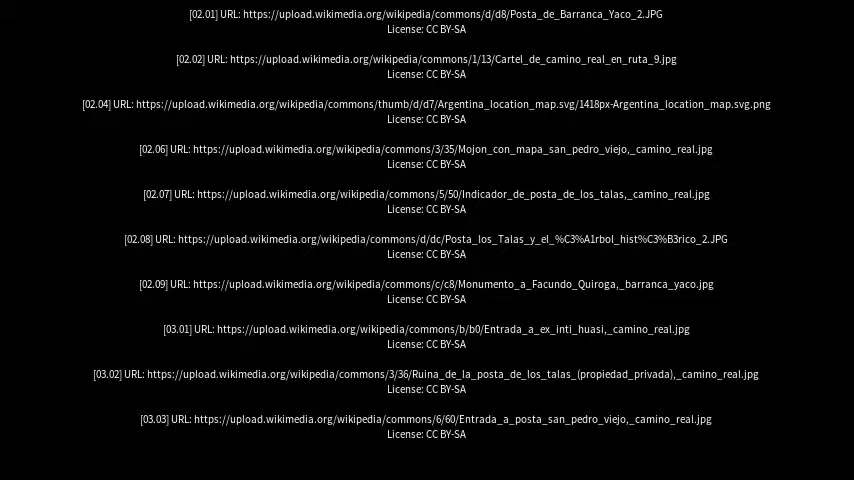 [02.01] URL: https://upload.wikimedia.org/wikipedia/commons/d/d8/Posta_de_Barranca_Yaco_2.JPG
License: CC BY-SA
[02.02] URL: https://upload.wikimedia.org/wikipedia/commons/1/13/Cartel_de_camino_real_en_ruta_9.jpg
License: CC BY-SA
[02.04] URL: https://upload.wikimedia.org/wikipedia/commons/thumb/d/d7/Argentina_location_map.svg/1418px-Argentina_location_map.svg.png
License: CC BY-SA
[02.06] URL: https://upload.wikimedia.org/wikipedia/commons/3/35/Mojon_con_mapa_san_pedro_viejo,_camino_real.jpg
License: CC BY-SA
[02.07] URL: https://upload.wikimedia.org/wikipedia/commons/5/50/Indicador_de_posta_de_los_talas,_camino_real.jpg
License: CC BY-SA
[02.08] URL: https://upload.wikimedia.org/wikipedia/commons/d/dc/Posta_los_Talas_y_el_%C3%A1rbol_hist%C3%B3rico_2.JPG
License: CC BY-SA
[02.09] URL: https://upload.wikimedia.org/wikipedia/commons/c/c8/Monumento_a_Facundo_Quiroga,_barranca_yaco.jpg
License: CC BY-SA
[03.01] URL: https://upload.wikimedia.org/wikipedia/commons/b/b0/Entrada_a_ex_inti_huasi,_camino_real.jpg
License: CC BY-SA
[03.02] URL: https://upload.wikimedia.org/wikipedia/commons/3/36/Ruina_de_la_posta_de_los_talas_(propiedad_privada),_camino_real.jpg
License: CC BY-SA
[03.03] URL: https://upload.wikimedia.org/wikipedia/commons/6/60/Entrada_a_posta_san_pedro_viejo,_camino_real.jpg
License: CC BY-SA